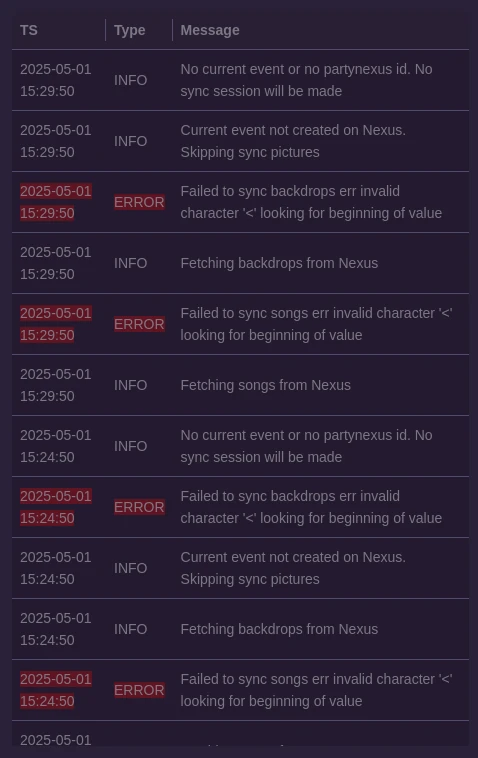 TS Type Message
2025-05-01 15:29:50 INFO No current event or no partynexus id. No
sync session will be made
2025-05-01 15:29:50 INFO Current event not created on Nexus.
Skipping sync pictures
2025-05-01 15:29:50 ERROR Failed to sync backdrops err invalid
character '<' looking for beginning of value
2025-05-01 15:29:50 INFO Fetching backdrops from Nexus
2025-05-01 15:29:50 ERROR Failed to sync songs err invalid character '<'
looking for beginning of value
2025-05-01 15:29:50 INFO Fetching songs from Nexus
2025-05-01 15:24:50 INFO No current event or no partynexus id. No
sync session will be made
2025-05-01 15:24:50 ERROR Failed to sync backdrops err invalid
character '<' looking for beginning of value
2025-05-01 15:24:50 INFO Current event not created on Nexus.
Skipping sync pictures
2025-05-01 15:24:50 INFO Fetching backdrops from Nexus
2025-05-01 15:24:50 ERROR Failed to sync songs err invalid character '<'
looking for beginning of value
2025-05-01